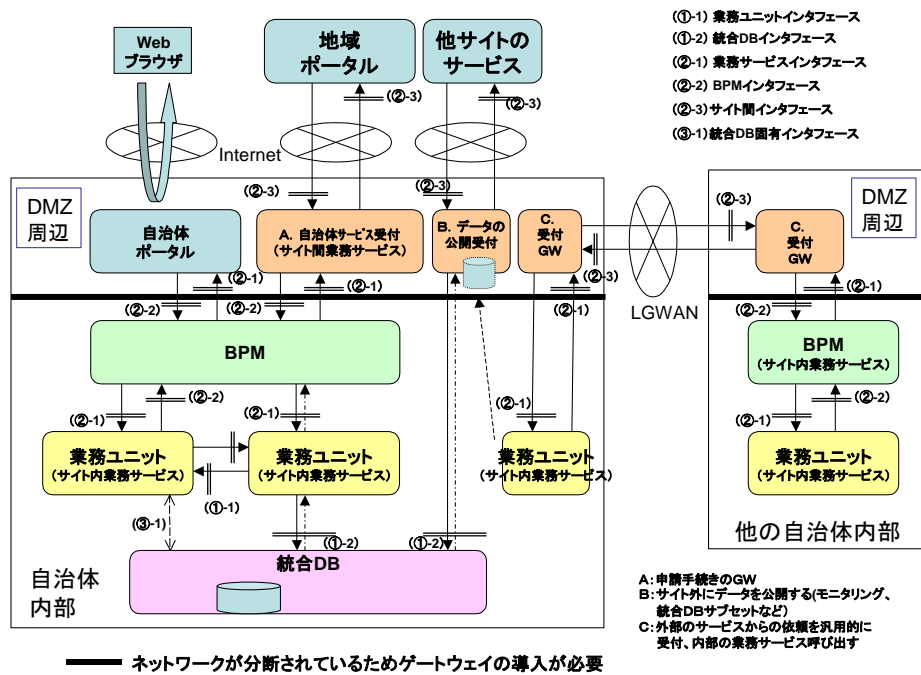 Web
ブラウザ
地域
ポータル
他サイトの
サービス
(①-1) 業務ユニットインタフェース
(①-2) 統合DBインタフェース
(②-1) 業務サービスインタフェース
(②-2) BPMインタフェース
(②-3) サイト間インタフェース
(③-1) 統合DB固有インタフェース
(②-3)
(②-3)
Internet
DMZ
周辺
(②-3)
(②-3)
(②-3)
DMZ
周辺
自治体
ポータル
A. 自治体サービス受付
(サイト間業務サービス)
B. データの
公開受付
C.
受付
GW
C.
受付
GW
(②-3)
(②-1)
(②-1)
(②-2)
(②-2)
(②-1)
LGWAN
(②-1)
(②-2)
BPM
BPM
(サイト内業務サービス)
(②-1)
(②-2)
(②-1)
(②-1)
(②-1)
(②-2)
業務ユニット
(サイト内業務サービス)
業務ユニット
(サイト内業務サービス)
業務ユニット
(サイト内業務サービス)
業務ユニット
(サイト内業務サービス)
(①-1)
(③-1)
(①-2)
(①-2)
統合DB
自治体
内部
他の自治体内部
A:申請手続きのGW
B:サイト外にデータを公開する(モニタリング、
統合DBサブセットなど)
C:外部のサービスからの依頼を汎用的に
受付、内部の業務サービス呼び出す
ネットワークが分断されているためゲートウェイの導入が必要